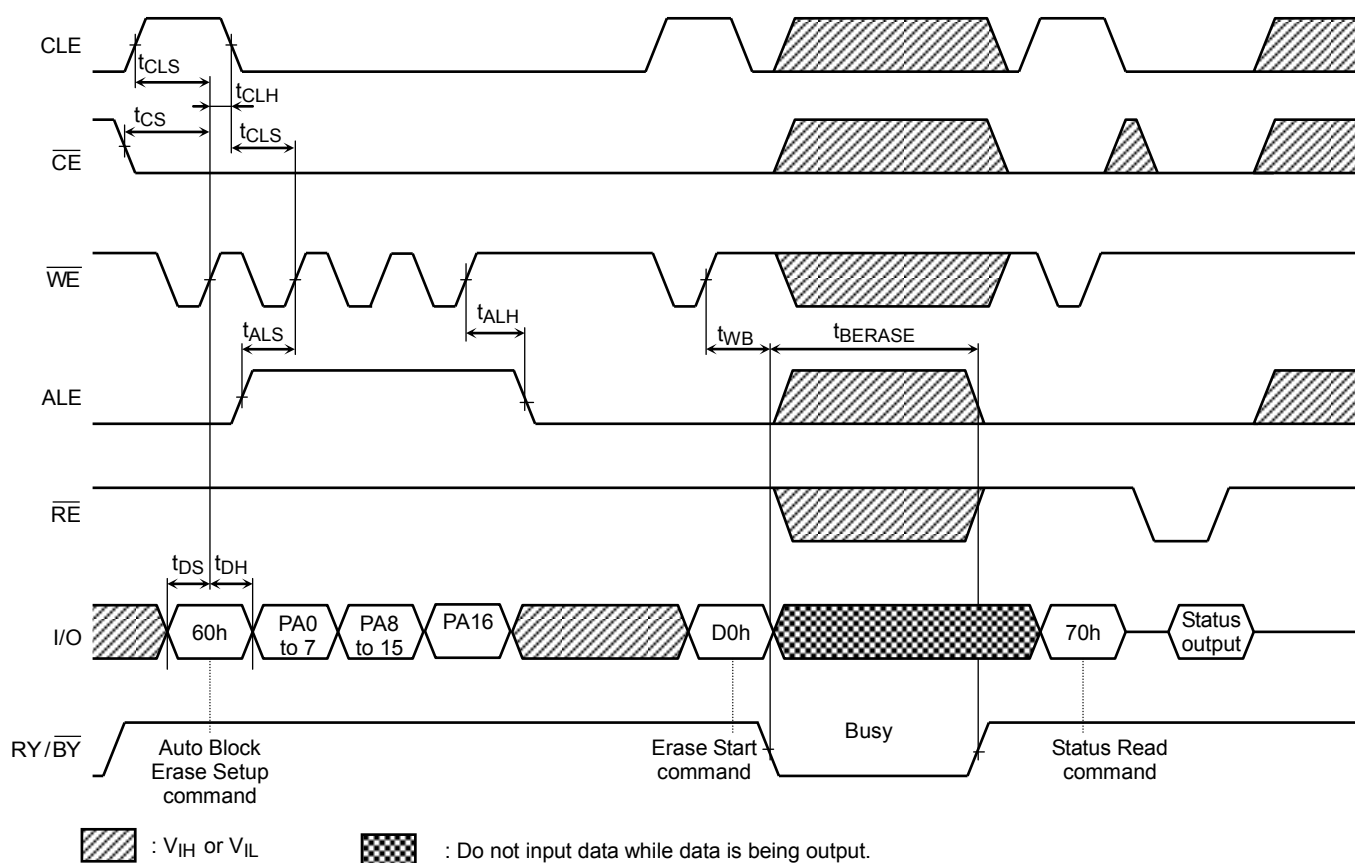 CLE
tCLS
tCLH
tCS
tCLS
CE
WE
tALS
tALH
tWB
tBERASE
ALE
RE
tDS
tDH
I/O
60h
PA0
to 7
PA8
to 15
PA16
D0h
70h
Status
output
RY/BY
Busy
Auto Block
Erase Setup
command
Erase Start
command
Status Read
command
: VIH or VIL
: Do not input data while data is being output.